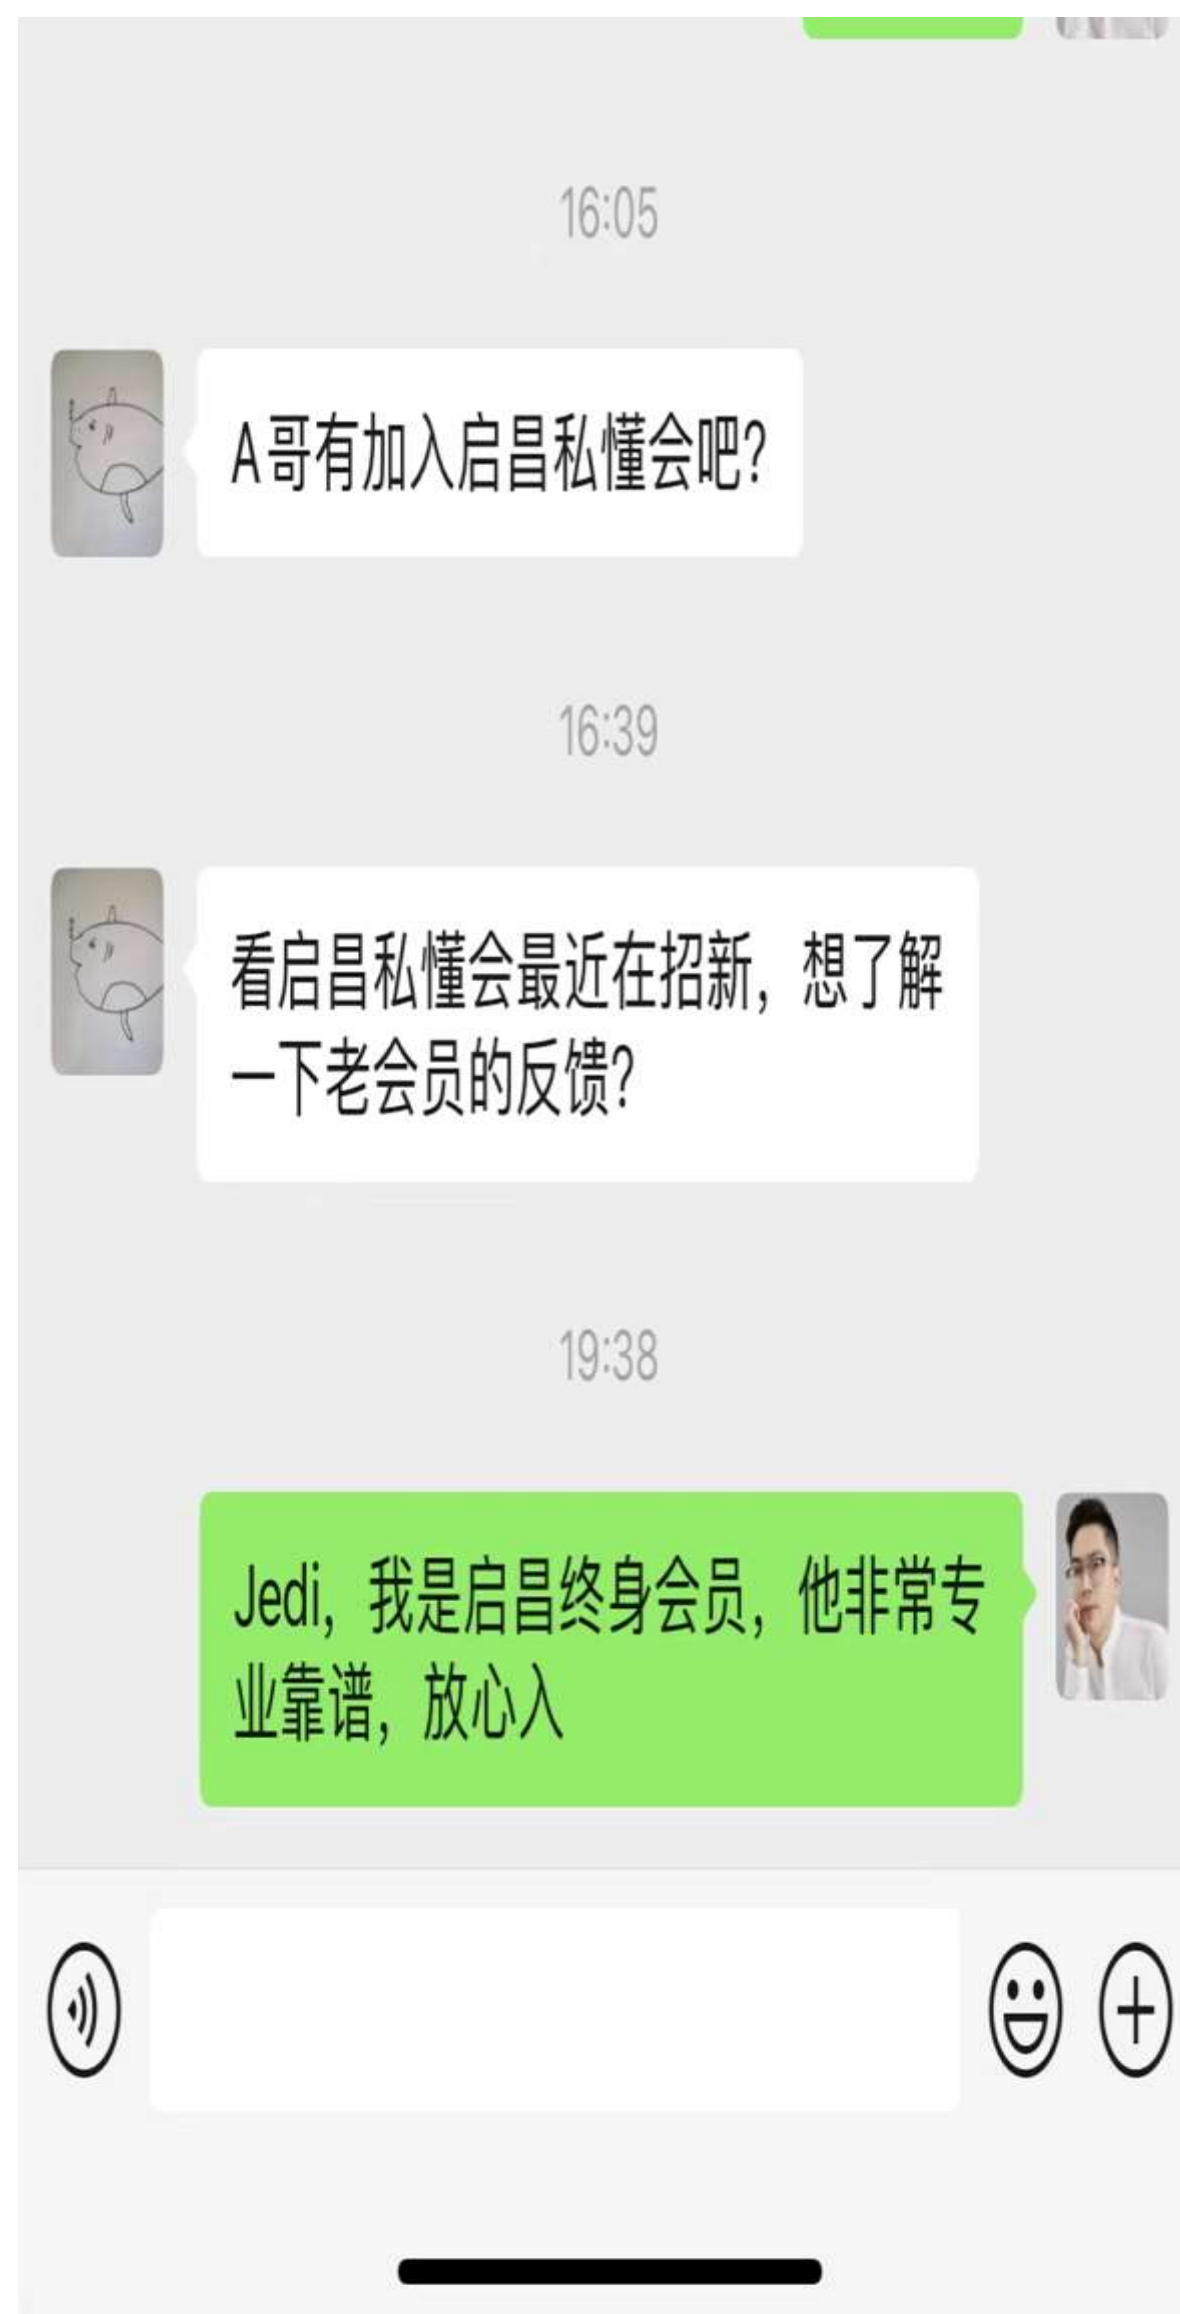 16:05
A哥有加入启昌私懂会吧?
16:39
看启昌私懂会最近在招新，想了解
一下老会员的反馈?
19:38
Jedi，我是启昌终身会员，他非常专
业靠谱，放心入